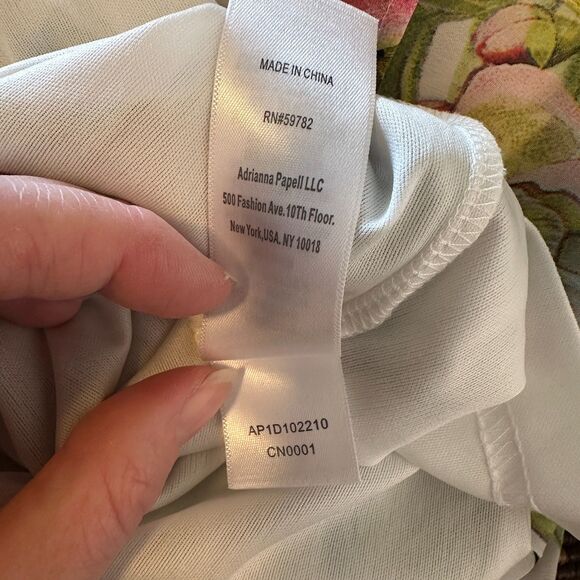 MADE IN CHINA
RN#59782
Adrianna Papell LLC
500 Fashion Ave.10Th Floor.
New York,USA. NY 10018
AP1D102210
CN0001